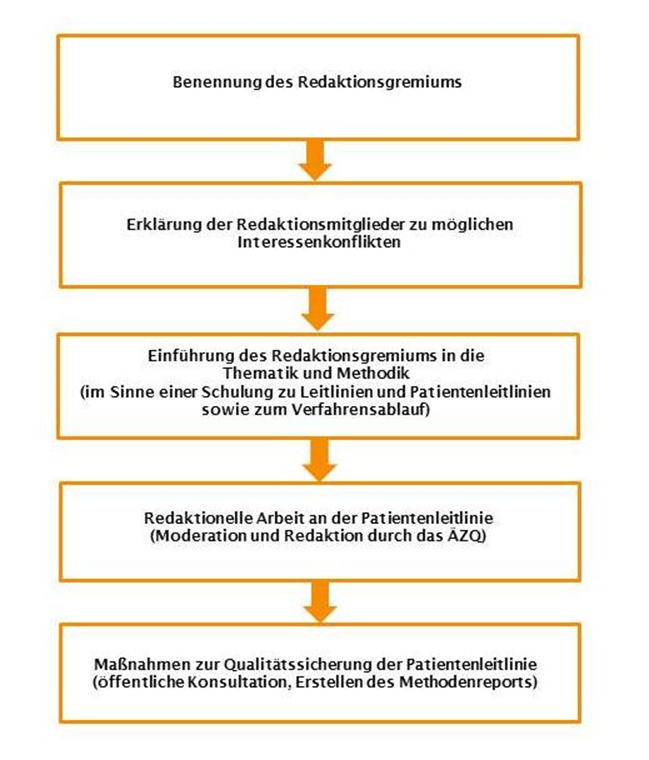 Benennung des Redaktionsgremiums
Erklärung der Redaktionsmitglieder zu möglichen
Interessenkonflikten
Einführung des Redaktionsgremiums in die
Thematik und Methodik
(im Sinne einer Schulung zu Leitlinien und Patientenleitlinien
sowie zum Verfahrensablauf)
Redaktionelle Arbeit an der Patientenleitlinie
(Moderation und Redaktion durch das ÄZQ)
Maßnahmen zur Qualitätssicherung der Patientenleitlinie
(öffentliche Konsultation, Erstellen des Methodenreports)